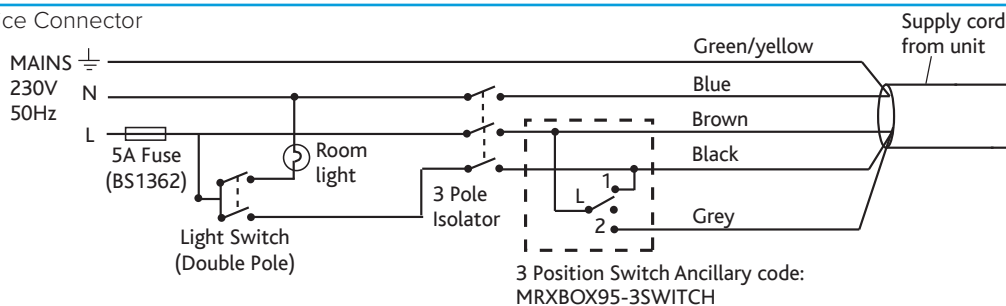 ce Connector
Supply cord
from unit
MAINS
230V
50Hz
N
L
Green/yellow
Blue
Brown
Black
Grey
5A Fuse
(BS1362)
Room
light
Light Switch
(Double Pole)
3 Pole
Isolator
L
1
2
3 Position Switch Ancillary code:
MRXBOX95-3SWITCH